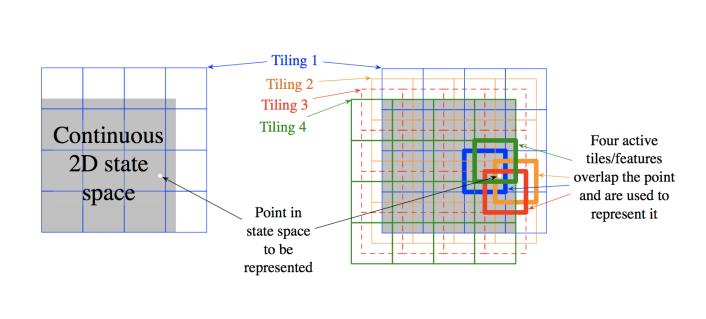 Tiling 1
Tiling 2
Tiling 3
Tiling 4
Continuous
2D state
space
Point in
state space
to be
represented
Four active
tiles/features
overlap the point
and are used to
represent it